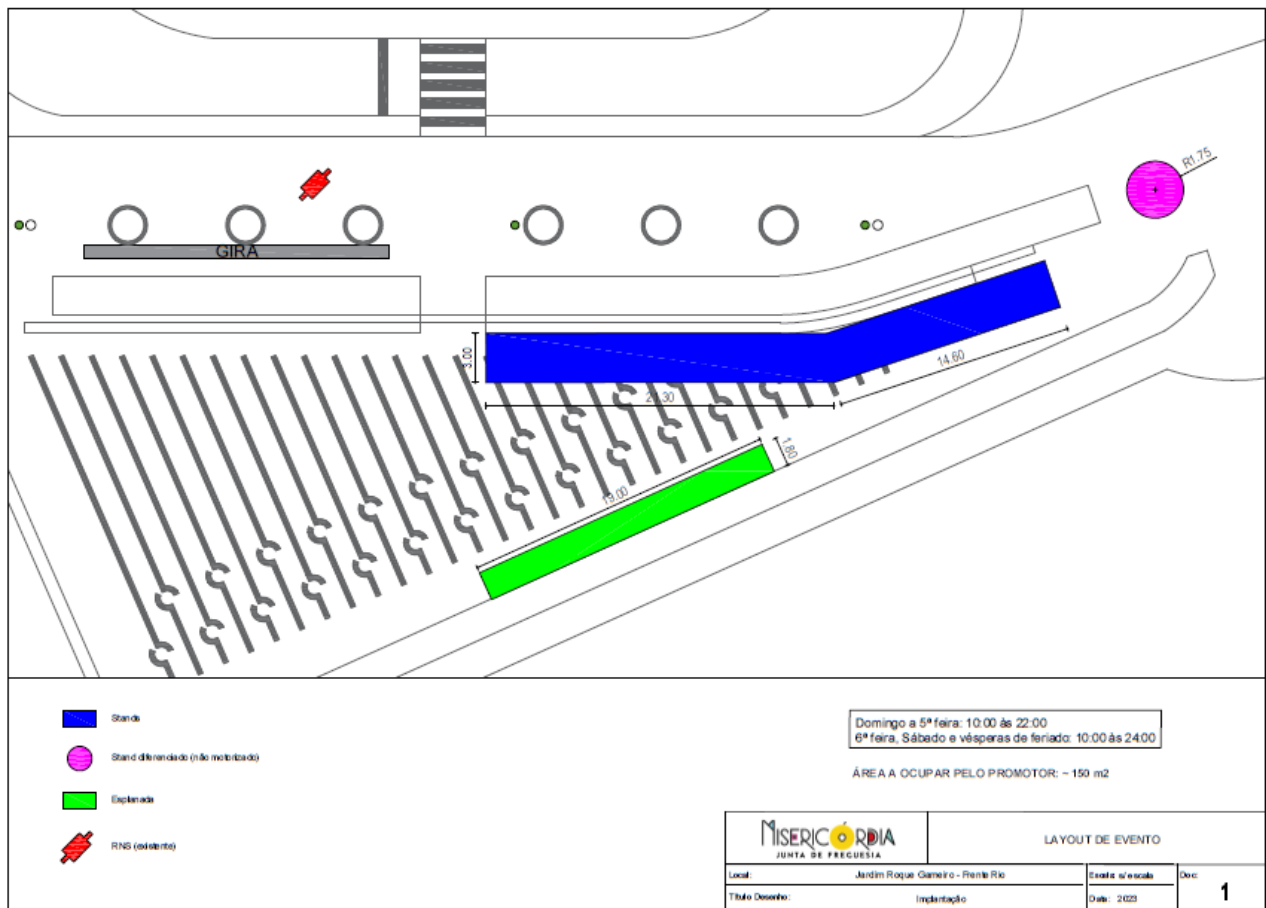 R1.75
GIRA
3.00
14.60
21.30
1.80
19.00
Stands
Stand diferenciado (não motorizado)
Esplanada
RNS (existente)
Domingo a 5ª feira: 10:00 às 22:00
6ª feira, Sábado e vésperas de feriado: 10:00 às 24:00
ÁREA A OCUPAR PELO PROMOTOR: ~ 150 m2
MISERICÓRDIA
JUNTA DE FREGUESIA
LAYOUT DE EVENTO
Local: Jardim Roque Gameiro - Frente Rio
Escala: s/ escala
Doc:
Título Desenho: Implantação
Data: 2023
1